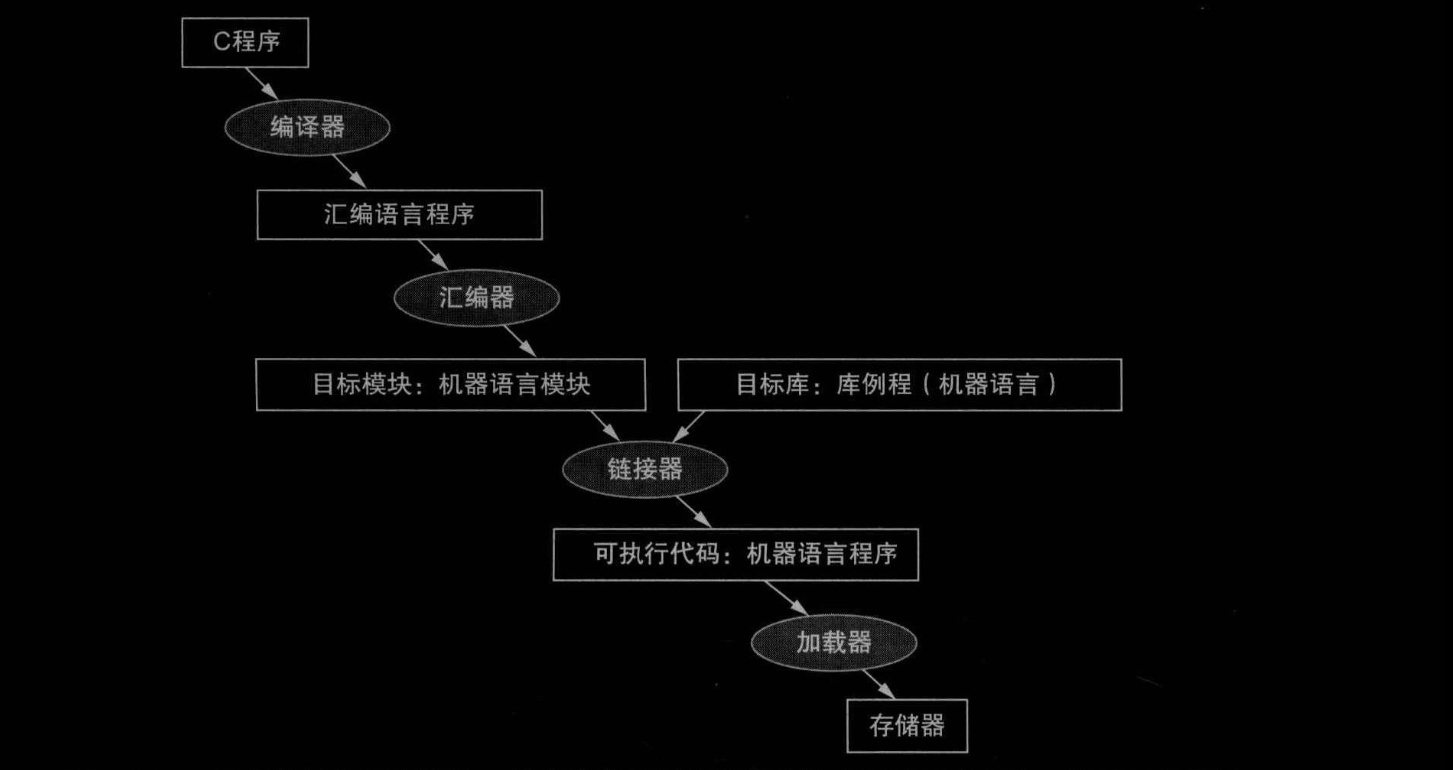 C程序
编译器
汇编语言程序
汇编器
目标模块：机器语言模块
目标库：库例程（机器语言）
链接器
可执行代码：机器语言程序
加载器
存储器